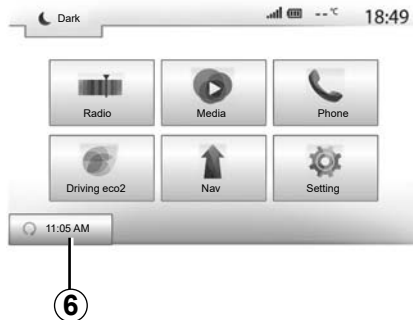 Dark --°C 18:49
Radio Media Phone
Driving eco2 Nav Setting
11:05 AM
6